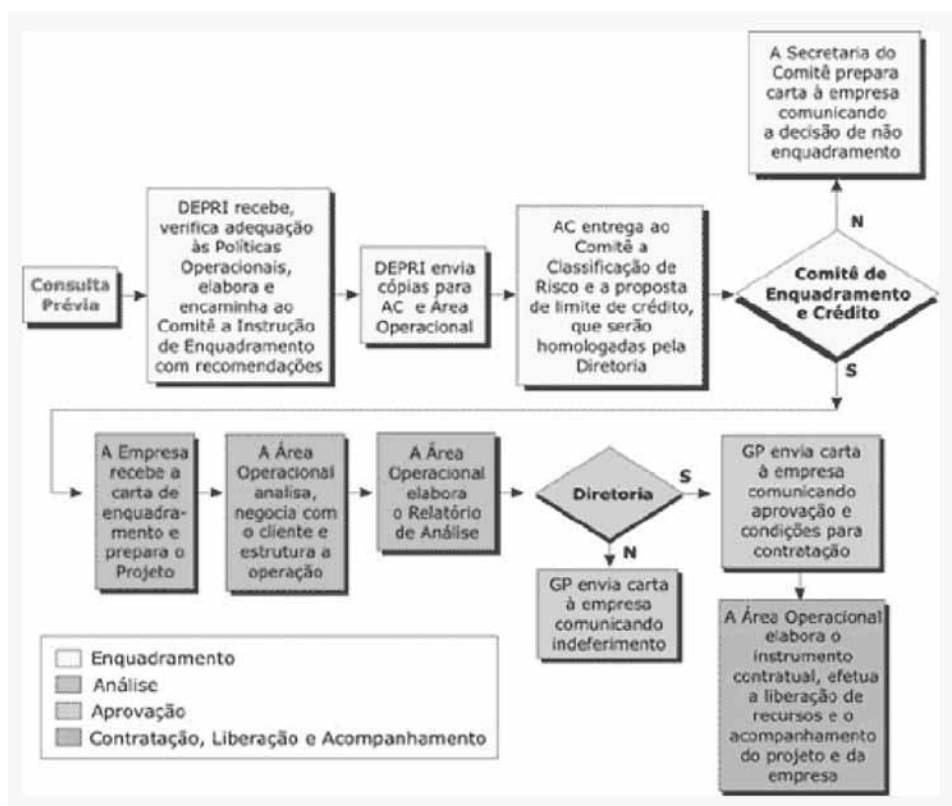 A Secretaria do
Comitê prepara
carta à empresa
comunicando
a decisão de não
enquadramento
Consulta
Prévia
DEPRI recebe,
verifica adequação
às Políticas
Operacionais,
elabora e
encaminha ao
Comitê a Instrução
de Enquadramento
com recomendações
DEPRI envia
cópias para
AC e Área
Operacional
AC entrega ao
Comitê a
Classificação de
Risco e a proposta
de limite de crédito,
que serão
homologadas pela
Diretoria
N
Comitê de
Enquadramento
e Crédito
S
A Empresa
recebe a
carta de
enquadra-
mento e
prepara o
Projeto
A Área
Operacional
analisa,
negocia com
o cliente e
estrutura a
operação
A Área
Operacional
elabora
o Relatório
de Análise
Diretoria
S
N
GP envia carta
à empresa
comunicando
aprovação e
condições para
contratação
GP envia carta
à empresa
comunicando
indeferimento
A Área Operacional
elabora o
instrumento
contratual, efetua
a liberação de
recursos e o
acompanhamento
do projeto e da
empresa
Enquadramento
Análise
Aprovação
Contratação, Liberação e Acompanhamento